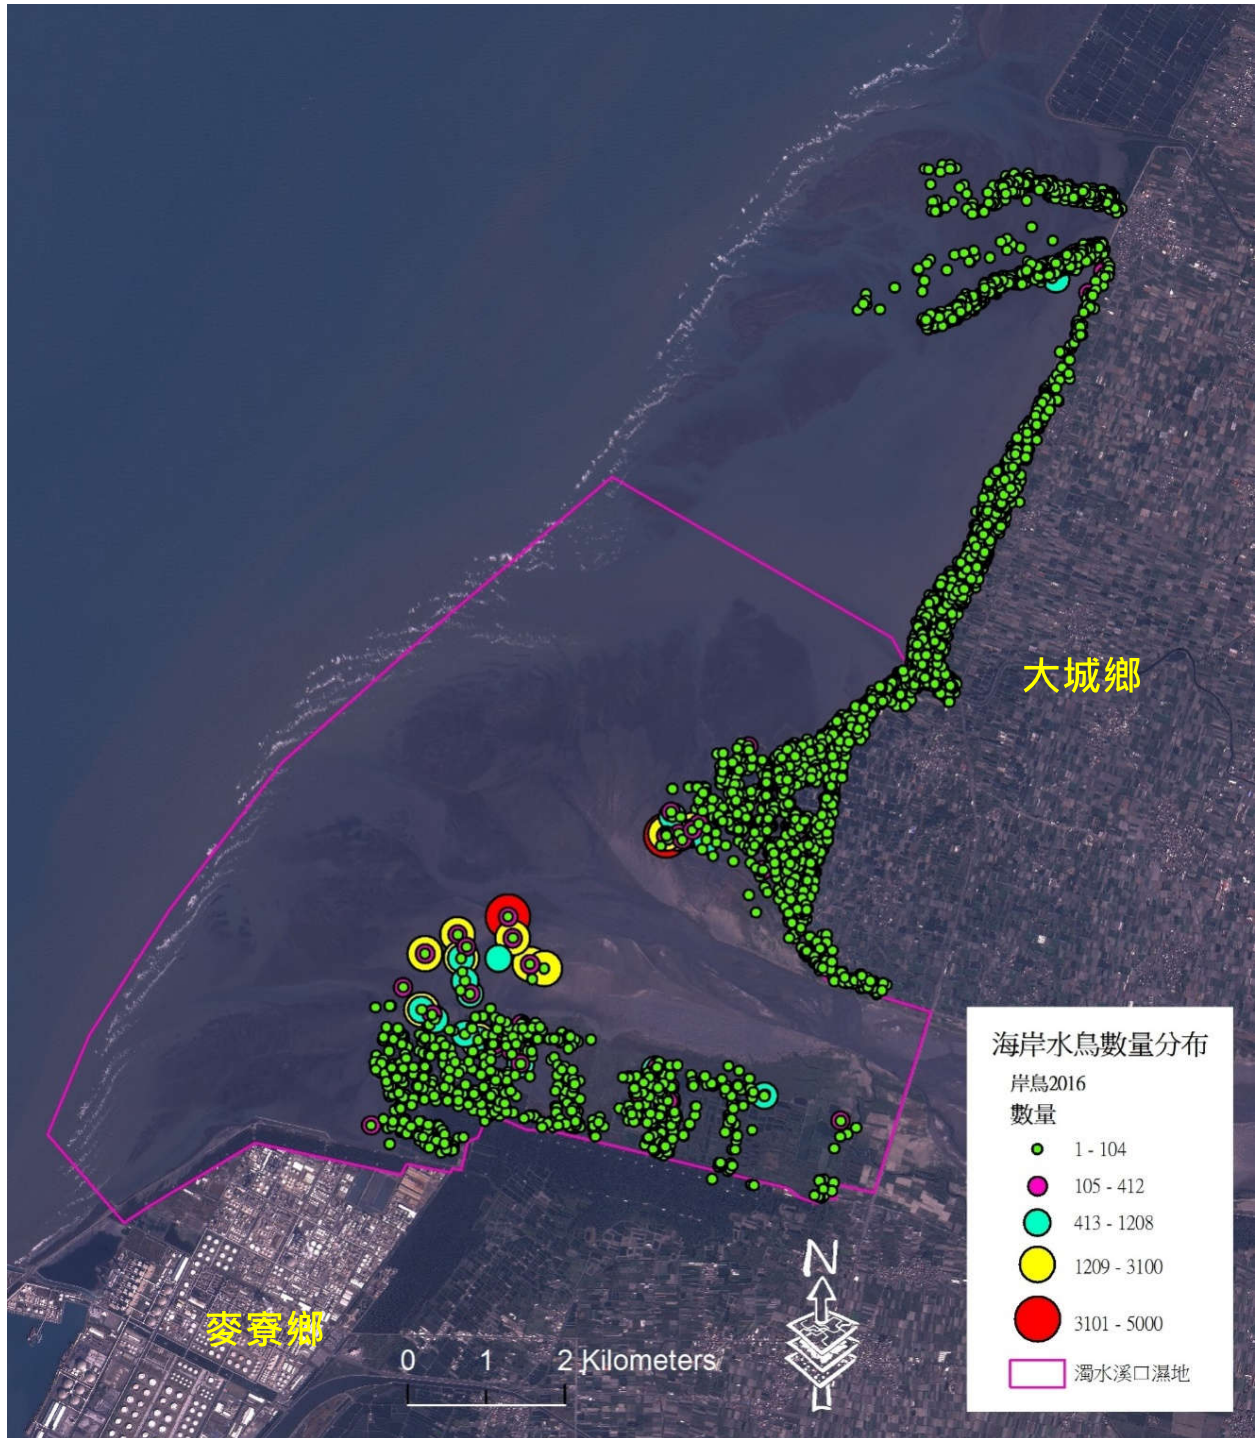 大城鄉
海岸水鳥數量分布
岸鳥2016
數量
1 - 104
105 - 412
413 - 1208
1209 - 3100
3101 - 5000
濁水溪口濕地
麥寮鄉
N
0 1 2 Kilometers